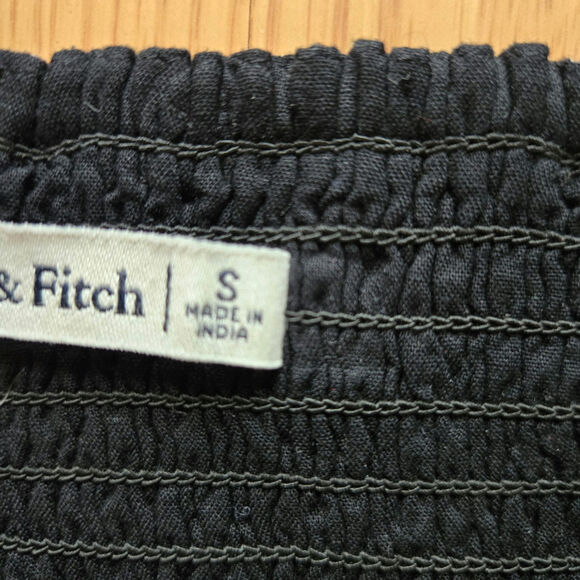 & Fitch | S
MADE IN
INDIA